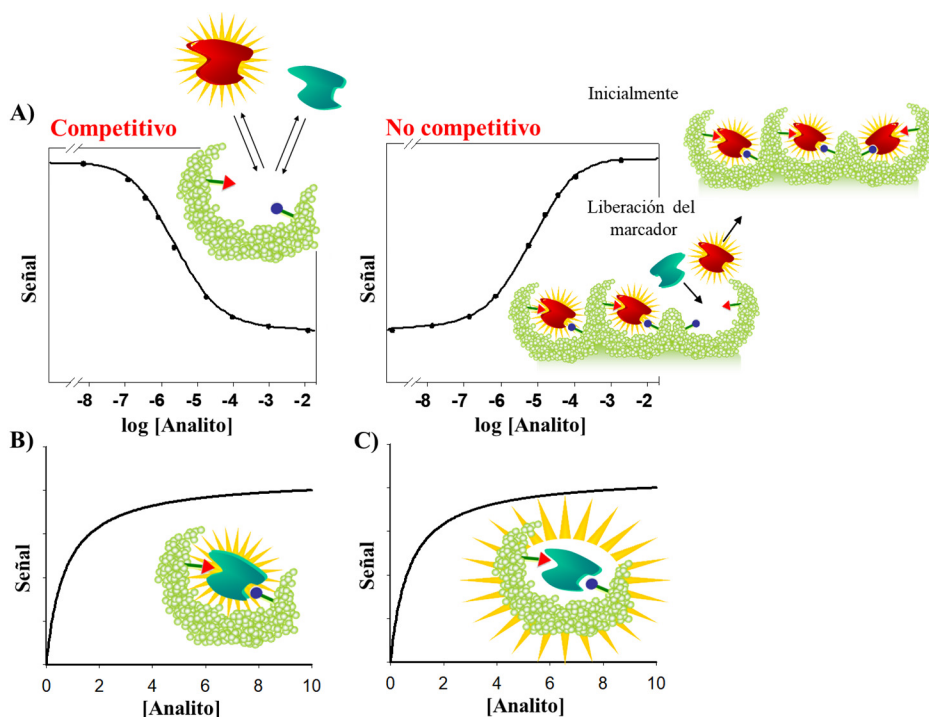 A)
Competitivo
Señal
-8 -7 -6 -5 -4 -3 -2 -1
log [Analito]
No competitivo
Inicialmente
Liberación del
marcador
Señal
-8 -7 -6 -5 -4 -3 -2
log [Analito]
B)
Señal
0 2 4 6 8 10
[Analito]
C)
Señal
0 2 4 6 8 10
[Analito]